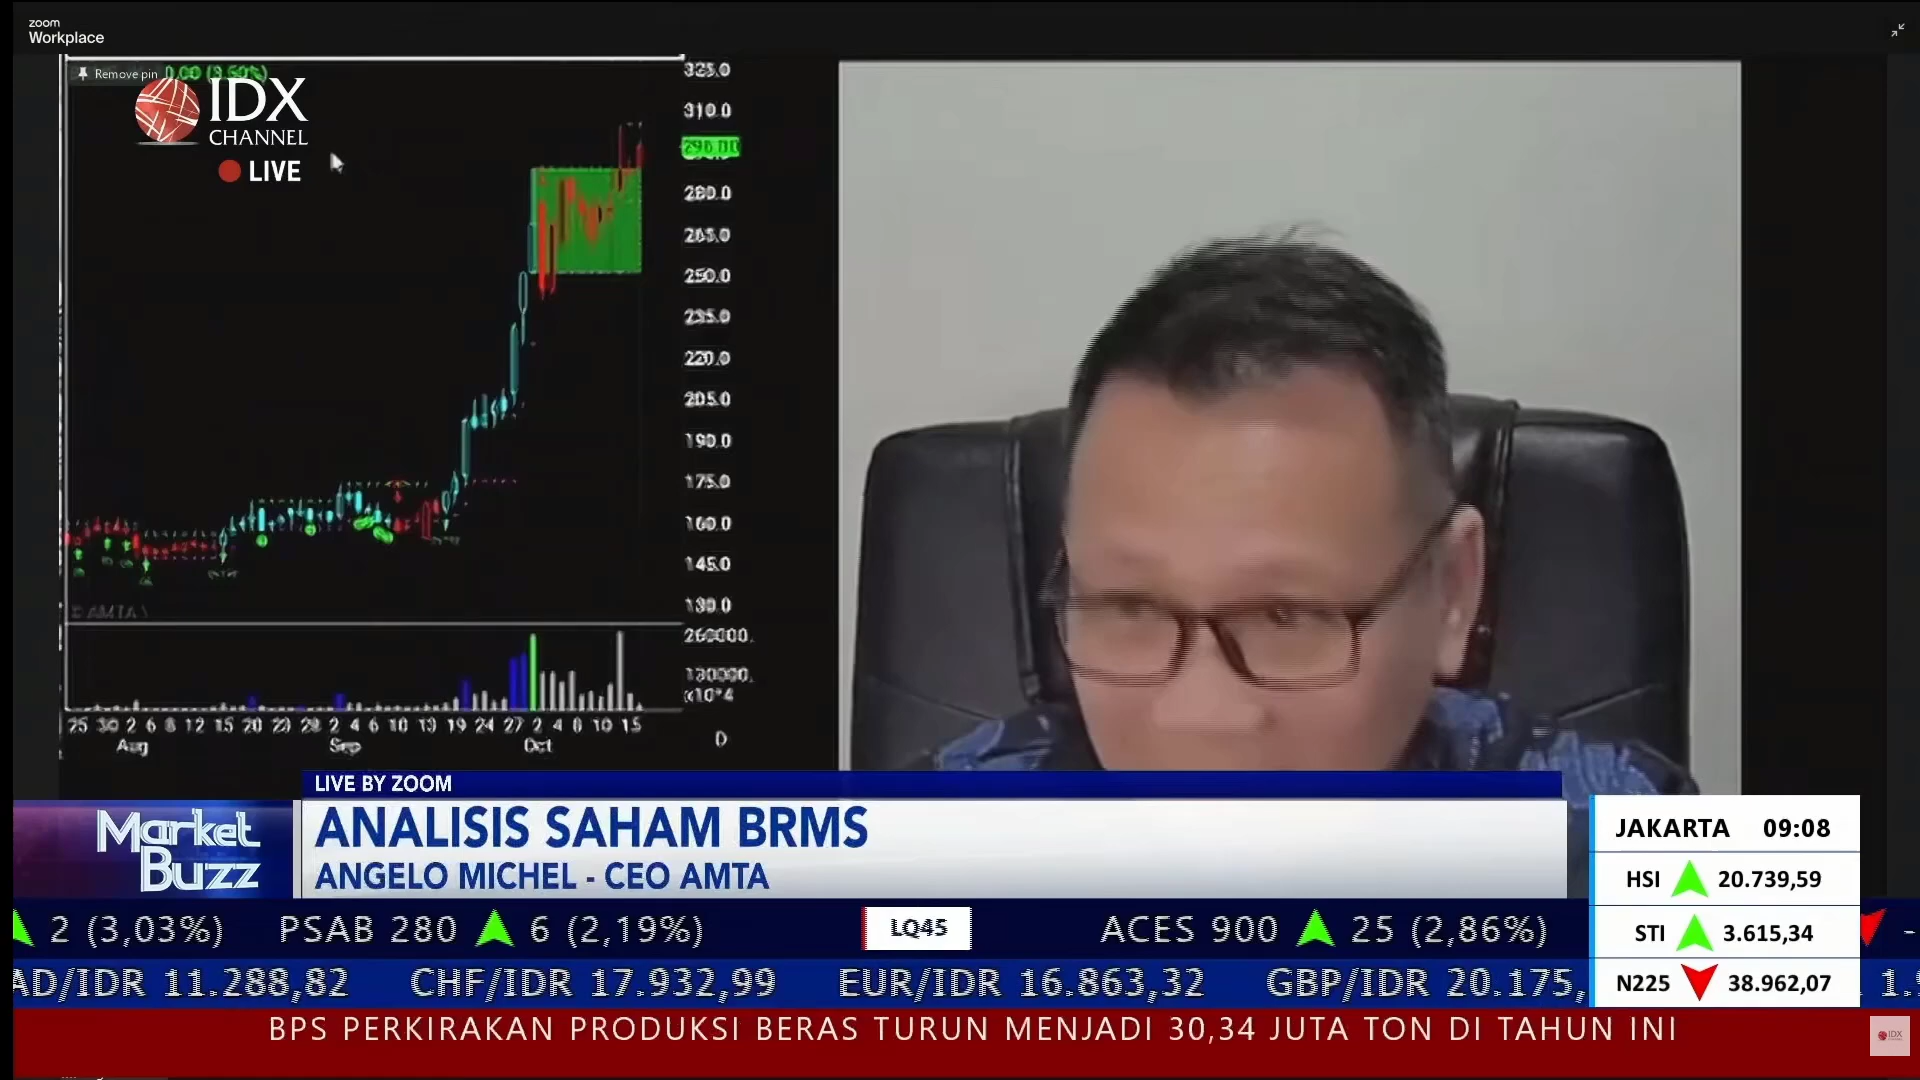 zoom
Workplace
Remove pin
IDX
CHANNEL
LIVE
325.0
310.0
280.0
265.0
250.0
235.0
220.0
205.0
190.0
175.0
160.0
145.0
130.0
260000.
130000.
x10^4
25 30 2 6 8 12 15 20 23 28 2 4 6 10 13 19 24 27 2 4 8 10 15
Aug Sep Oct D
LIVE BY ZOOM
Market
Buzz
ANALISIS SAHAM BRMS
ANGELO MICHEL - CEO AMTA
JAKARTA 09:08
HSI 20.739,59
STI 3.615,34
N225 38.962,07
2 (3,03%) PSAB 280 6 (2,19%) LQ45 ACES 900 25 (2,86%) -
AD/IDR 11.288,82 CHF/IDR 17.932,99 EUR/IDR 16.863,32 GBP/IDR 20.175,
BPS PERKIRAKAN PRODUKSI BERAS TURUN MENJADI 30,34 JUTA TON DI TAHUN INI
IDX